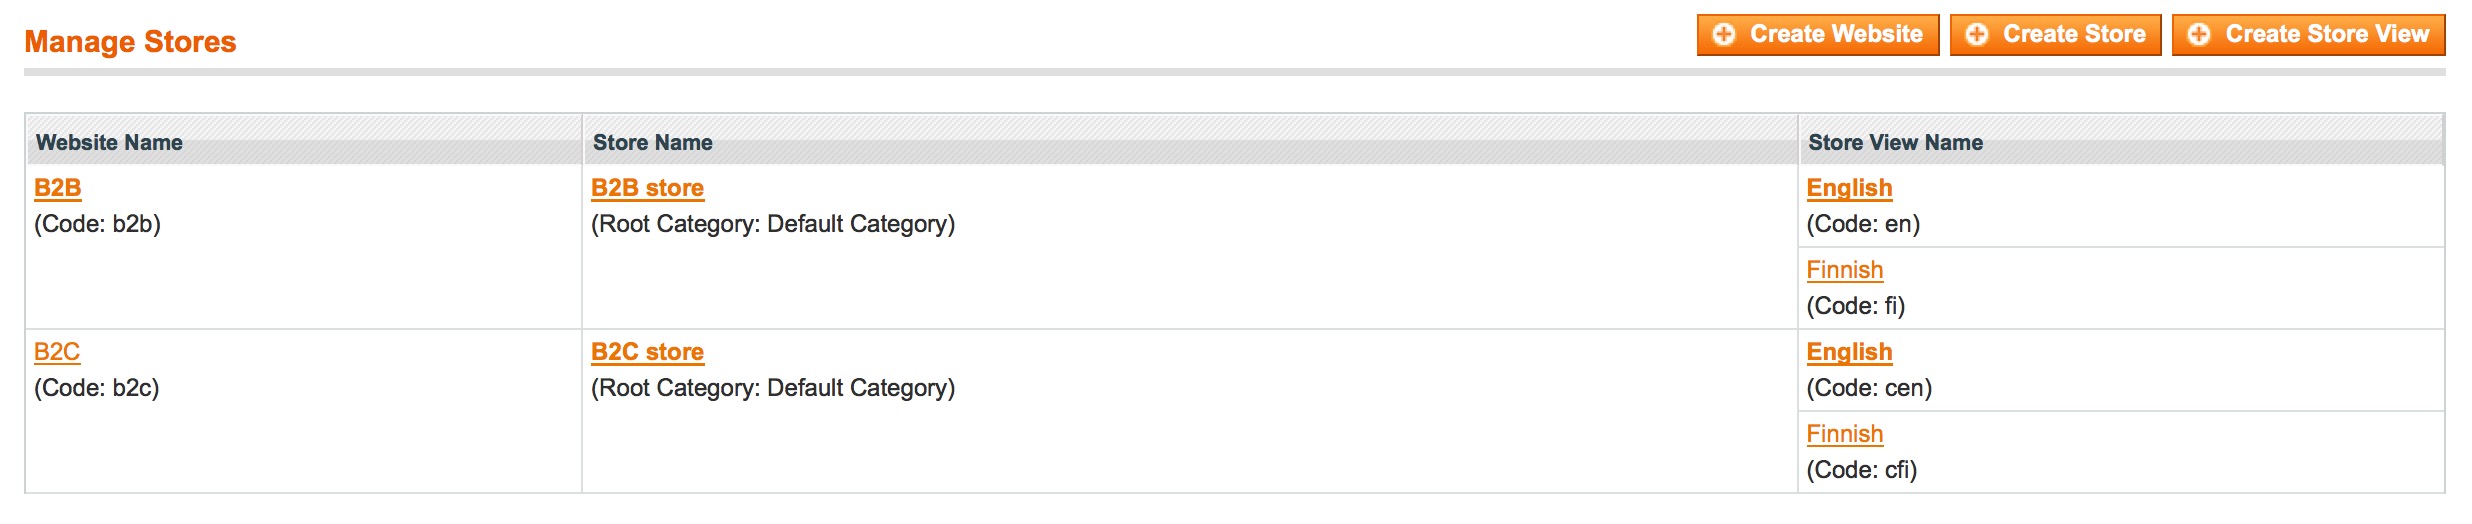 Manage Stores
Create Website
Create Store
Create Store View
Website Name
Store Name
Store View Name
B2B
(Code: b2b)
B2B store
(Root Category: Default Category)
English
(Code: en)
Finnish
(Code: fi)
B2C
(Code: b2c)
B2C store
(Root Category: Default Category)
English
(Code: cen)
Finnish
(Code: cfi)